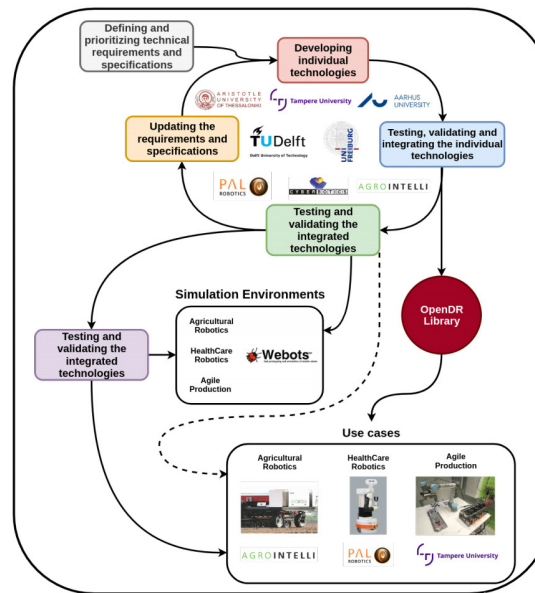 Defining and
prioritizing technical
requirements and
specifications
Developing
individual
technologies
ARISTOTLE
UNIVERSITY
OF THESSALONIKI
Tampere University
AARHUS
UNIVERSITY
Updating the
requirements and
specifications
TUDelft
Delft University of Technology
UNI
FREIBURG
Testing, validating and
integrating the individual
technologies
PAL
ROBOTICS
CYBERBOTICS
AGROINTELLI
Testing and
validating the
integrated
technologies
OpenDR
Library
Simulation Environments
Agricultural
Robotics
HealthCare
Robotics
Webots
Agile
Production
Testing and
validating the
integrated
technologies
Use cases
Agricultural
Robotics
HealthCare
Robotics
Agile
Production
AGROINTELLI
PAL
ROBOTICS
Tampere University